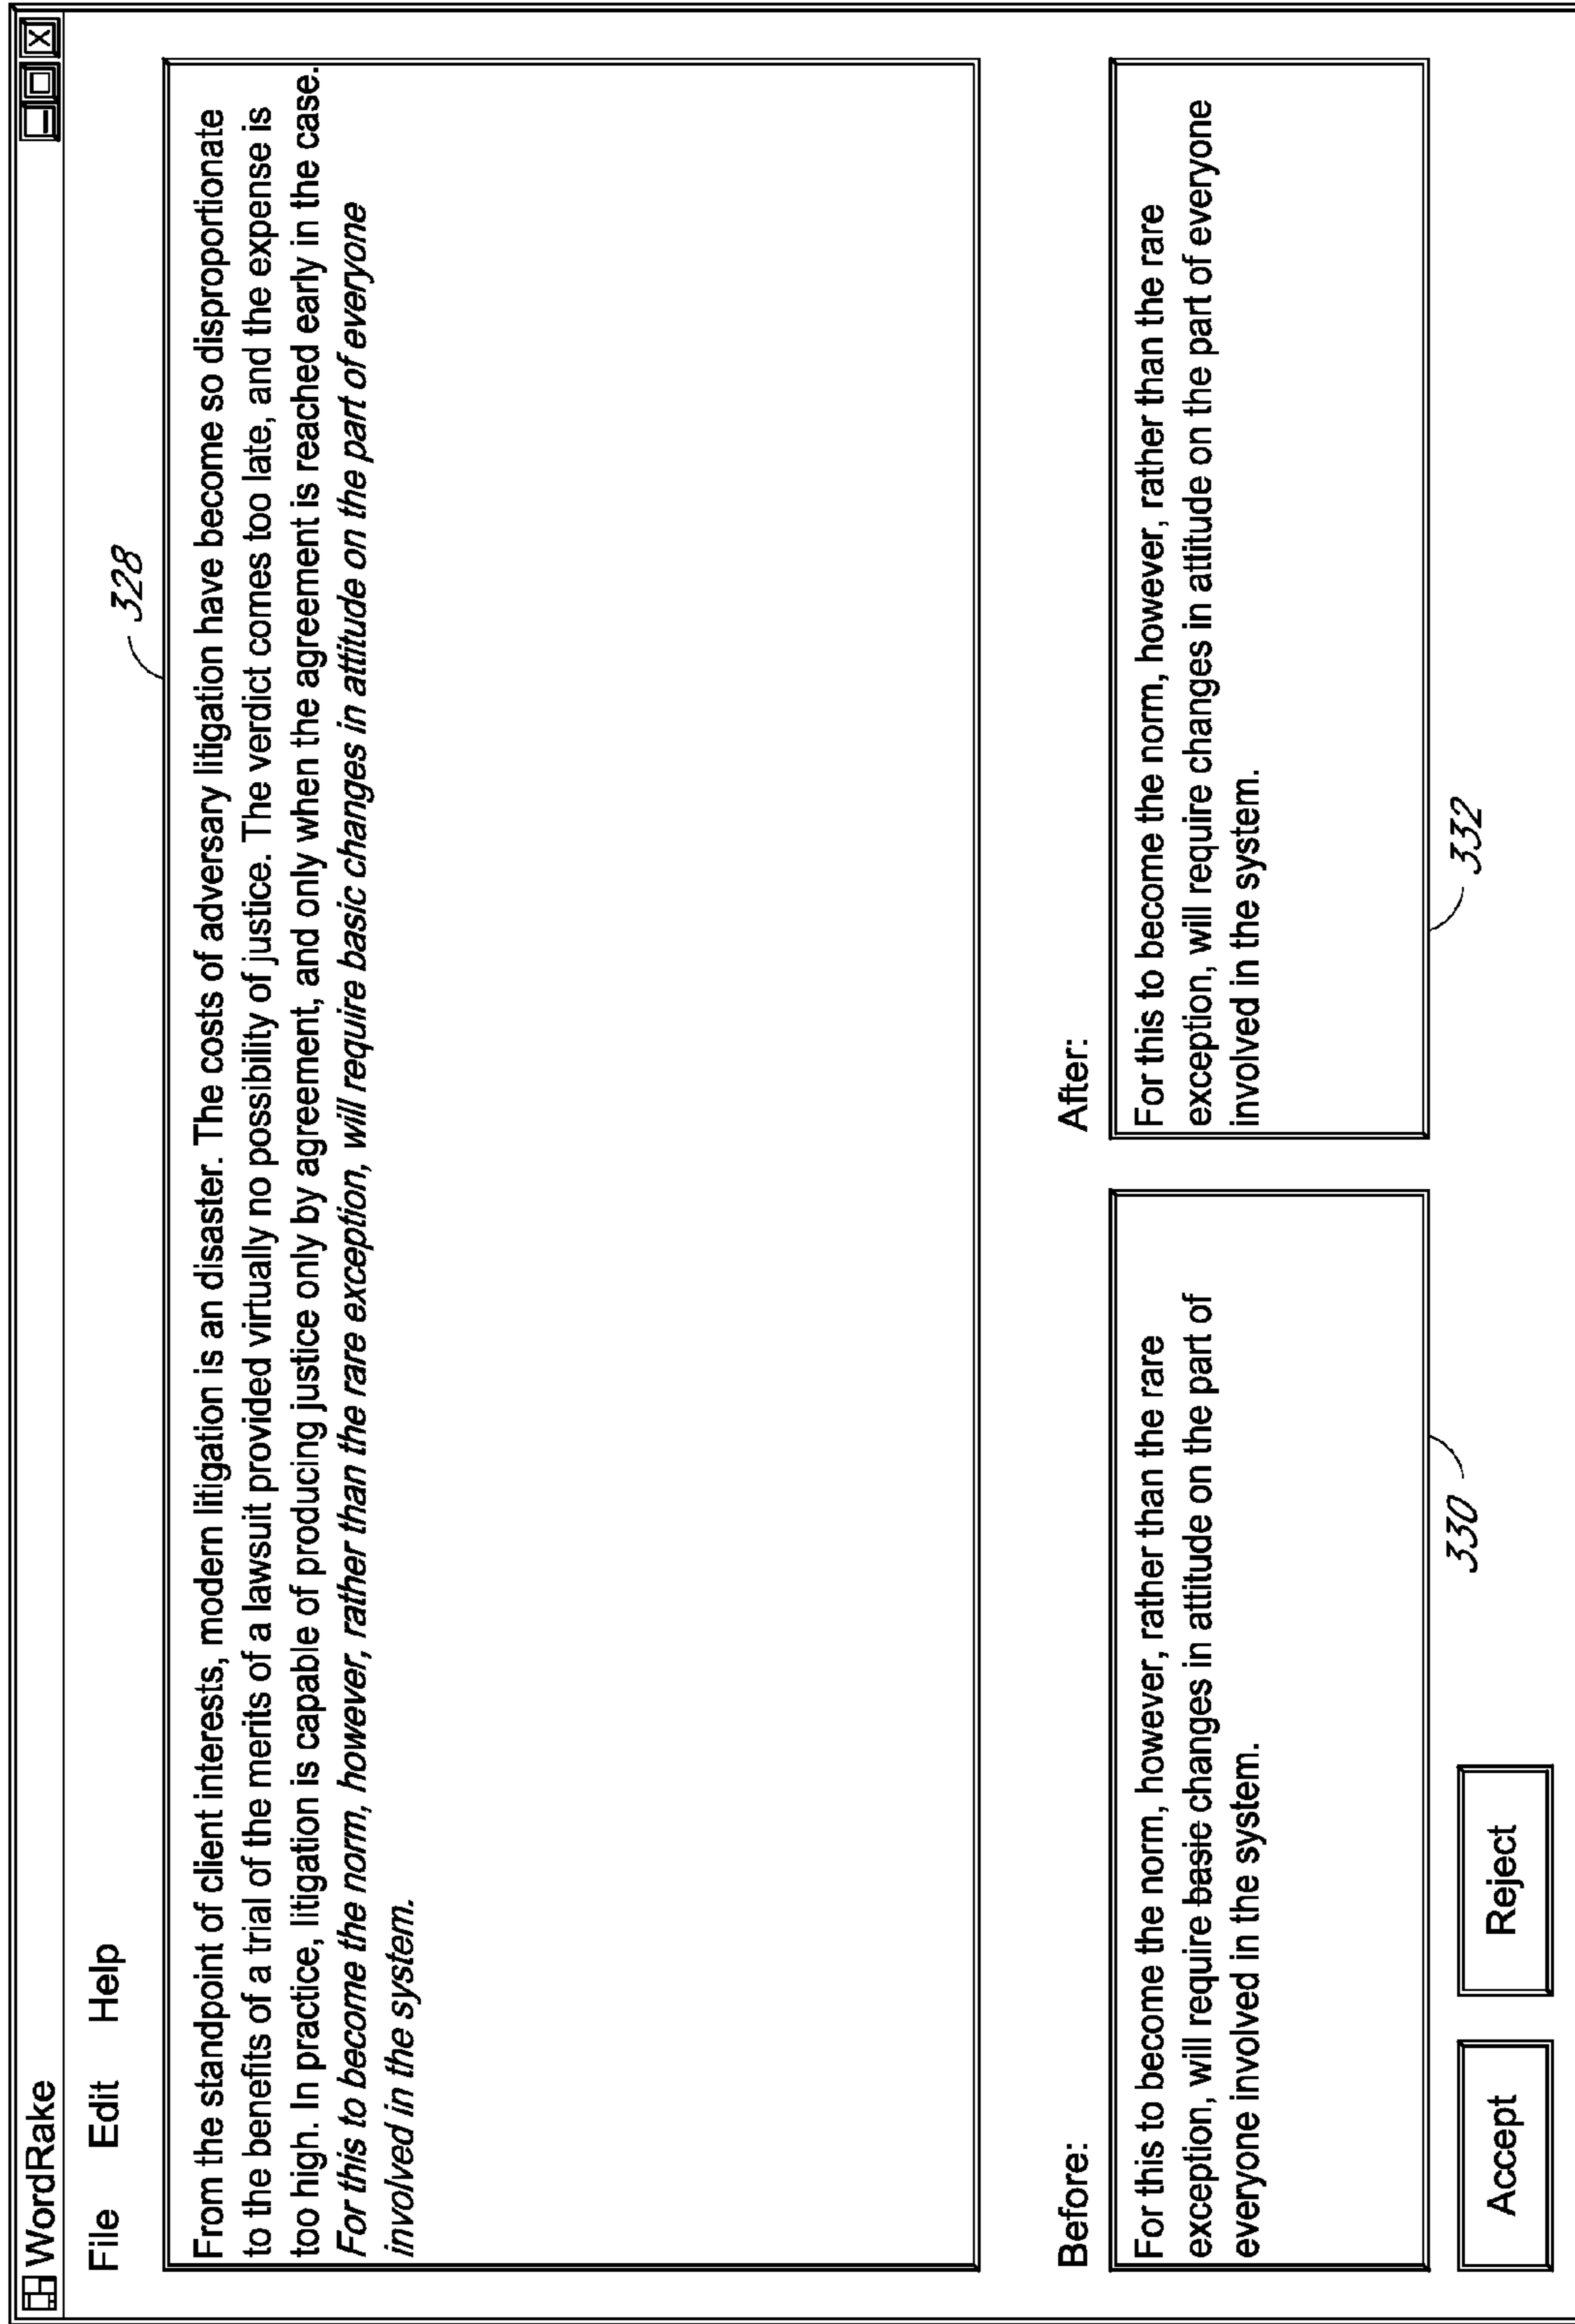 WordRake
File Edit Help
328
From the standpoint of client interests, modern litigation is an disaster. The costs of adversary litigation have become so disproportionate
to the benefits of a trial of the merits of a lawsuit provided virtually no possibility of justice. The verdict comes too late, and the expense is
too high. In practice, litigation is capable of producing justice only by agreement, and only when the agreement is reached early in the case.
For this to become the norm, however, rather than the rare exception, will require basic changes in attitude on the part of everyone
involved in the system.
Before:
For this to become the norm, however, rather than the rare
exception, will require basic changes in attitude on the part of
everyone involved in the system.
330
After:
For this to become the norm, however, rather than the rare
exception, will require changes in attitude on the part of everyone
involved in the system.
332
Accept
Reject